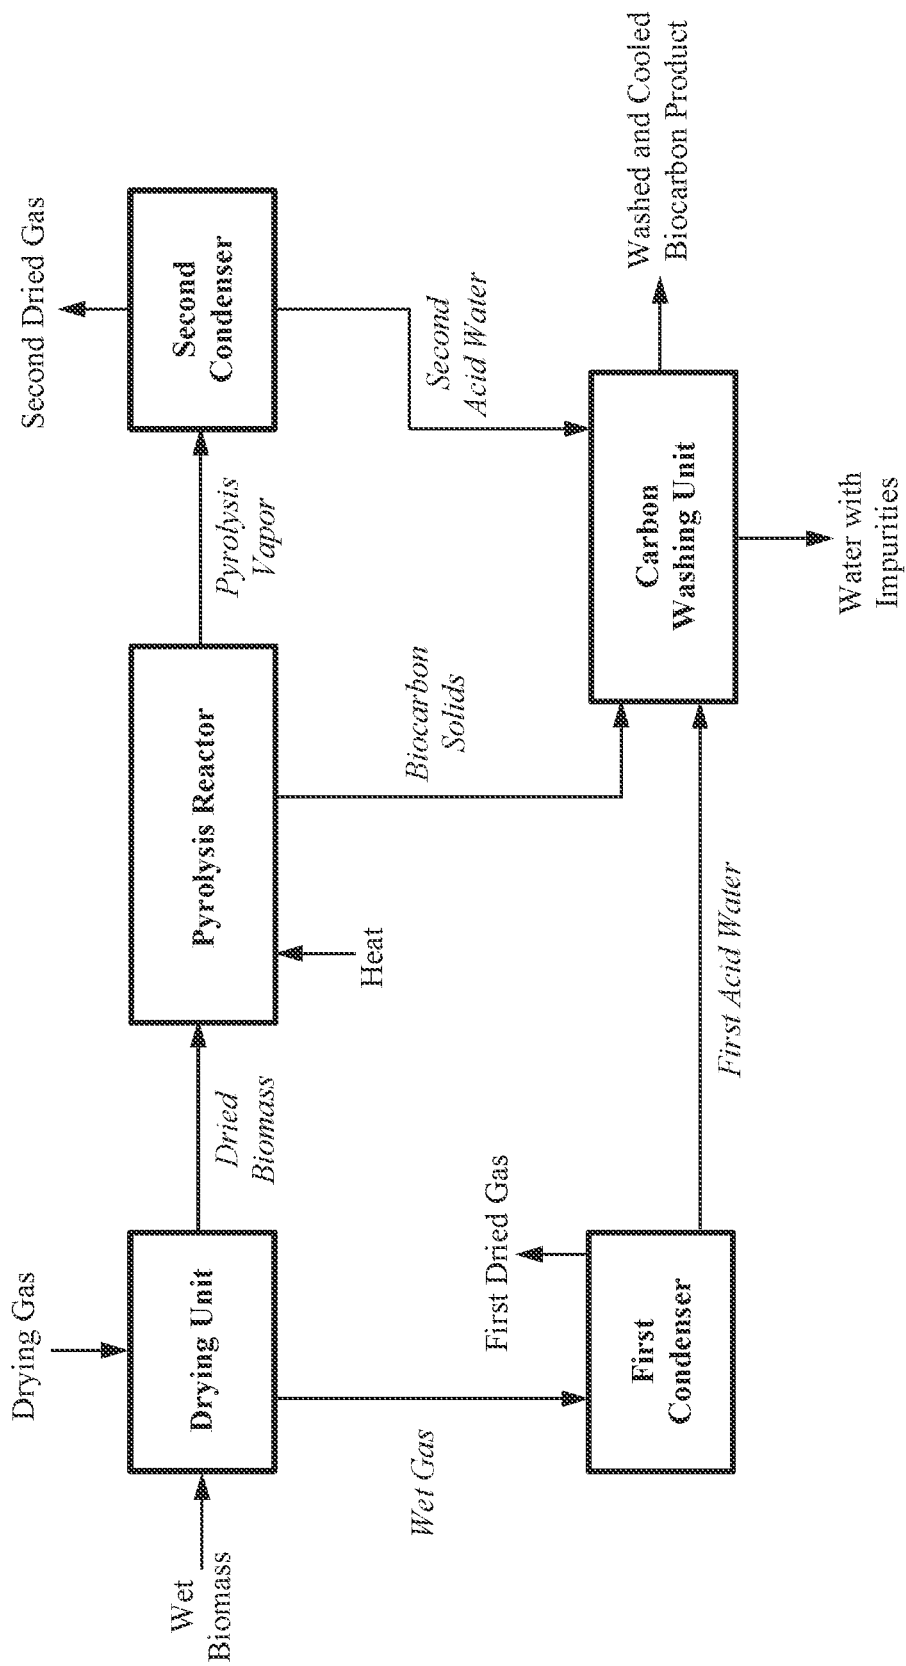 Drying Gas
Wet
Biomass
Drying Unit
Dried
Biomass
Pyrolysis Reactor
Heat
Pyrolysis
Vapor
Second Dried Gas
Second
Condenser
Wet Gas
First Dried Gas
First
Condenser
First Acid Water
Biocarbon
Solids
Second
Acid Water
Carbon
Washing Unit
Washed and Cooled
Biocarbon Product
Water with
Impurities